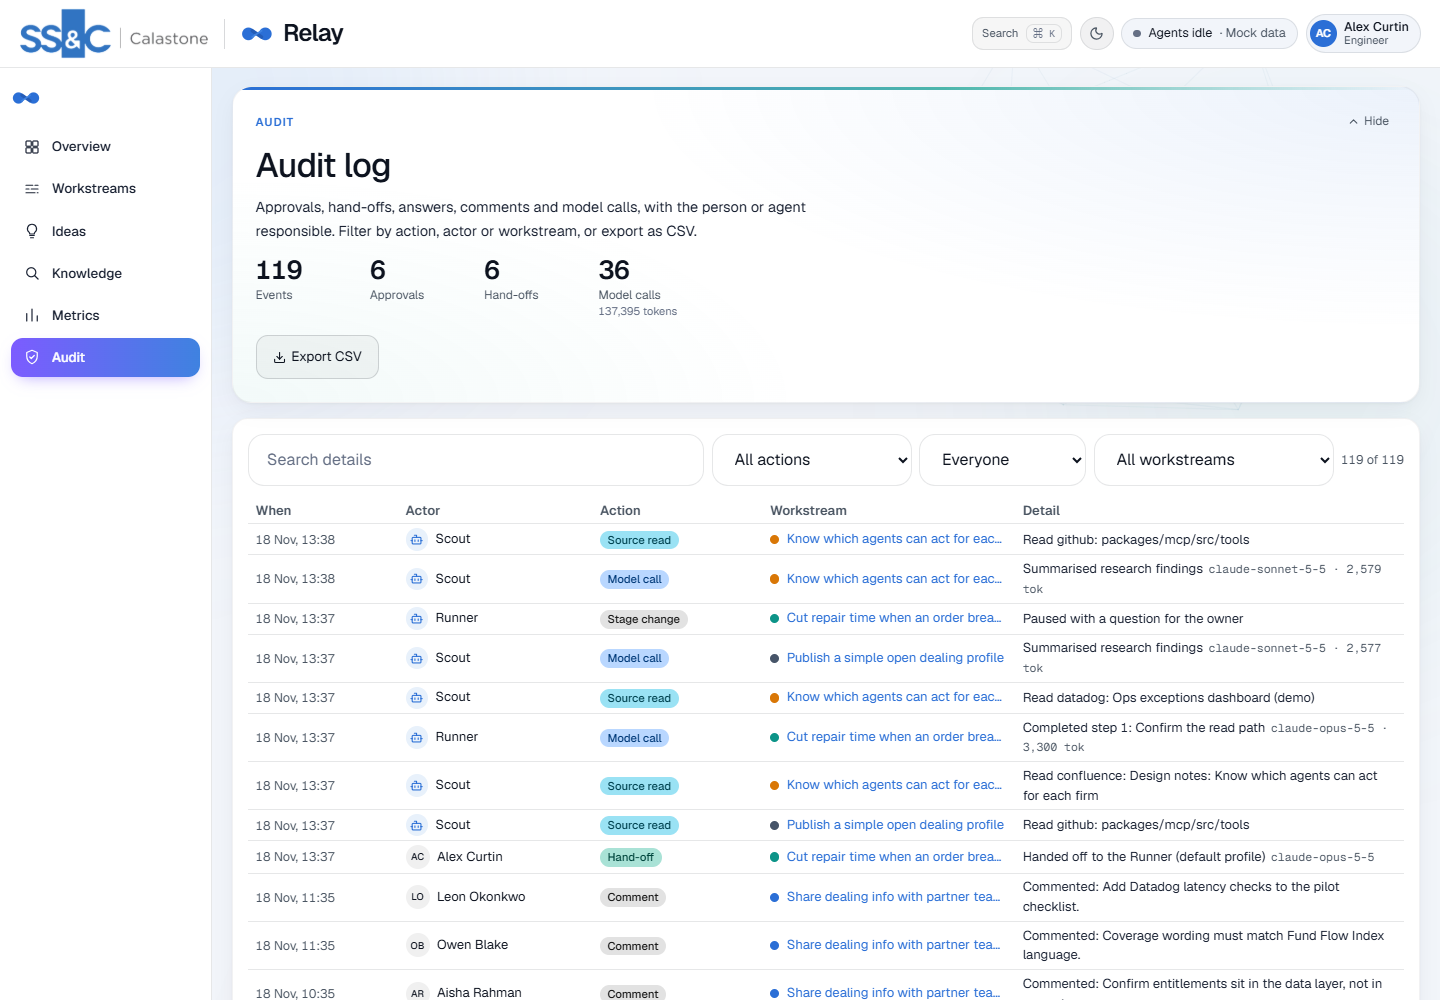 SS&C Calastone Relay
Search ⌘ K
Agents idle · Mock data
AC Alex Curtin
Engineer
Overview
Workstreams
Ideas
Knowledge
Metrics
Audit
AUDIT
Hide
Audit log
Approvals, hand-offs, answers, comments and model calls, with the person or agent
responsible. Filter by action, actor or workstream, or export as CSV.
119 6 6 36
Events Approvals Hand-offs Model calls
137,395 tokens
Export CSV
Search details All actions Everyone All workstreams 119 of 119
When Actor Action Workstream Detail
18 Nov, 13:38 Scout Source read Know which agents can act for eac… Read github: packages/mcp/src/tools
18 Nov, 13:38 Scout Model call Know which agents can act for eac… Summarised research findings claude-sonnet-5-5 · 2,579
tok
18 Nov, 13:37 Runner Stage change Cut repair time when an order brea… Paused with a question for the owner
18 Nov, 13:37 Scout Model call Publish a simple open dealing profile Summarised research findings claude-sonnet-5-5 · 2,577
tok
18 Nov, 13:37 Scout Source read Know which agents can act for eac… Read datadog: Ops exceptions dashboard (demo)
18 Nov, 13:37 Runner Model call Cut repair time when an order brea… Completed step 1: Confirm the read path claude-opus-5-5 ·
3,300 tok
18 Nov, 13:37 Scout Source read Know which agents can act for eac… Read confluence: Design notes: Know which agents can act
for each firm
18 Nov, 13:37 Scout Source read Publish a simple open dealing profile Read github: packages/mcp/src/tools
18 Nov, 13:37 AC Alex Curtin Hand-off Cut repair time when an order brea… Handed off to the Runner (default profile) claude-opus-5-5
18 Nov, 11:35 LO Leon Okonkwo Comment Share dealing info with partner tea… Commented: Add Datadog latency checks to the pilot
checklist.
18 Nov, 11:35 OB Owen Blake Comment Share dealing info with partner tea… Commented: Coverage wording must match Fund Flow Index
language.
18 Nov, 10:35 AR Aisha Rahman Comment Share dealing info with partner tea… Commented: Confirm entitlements sit in the data layer, not in